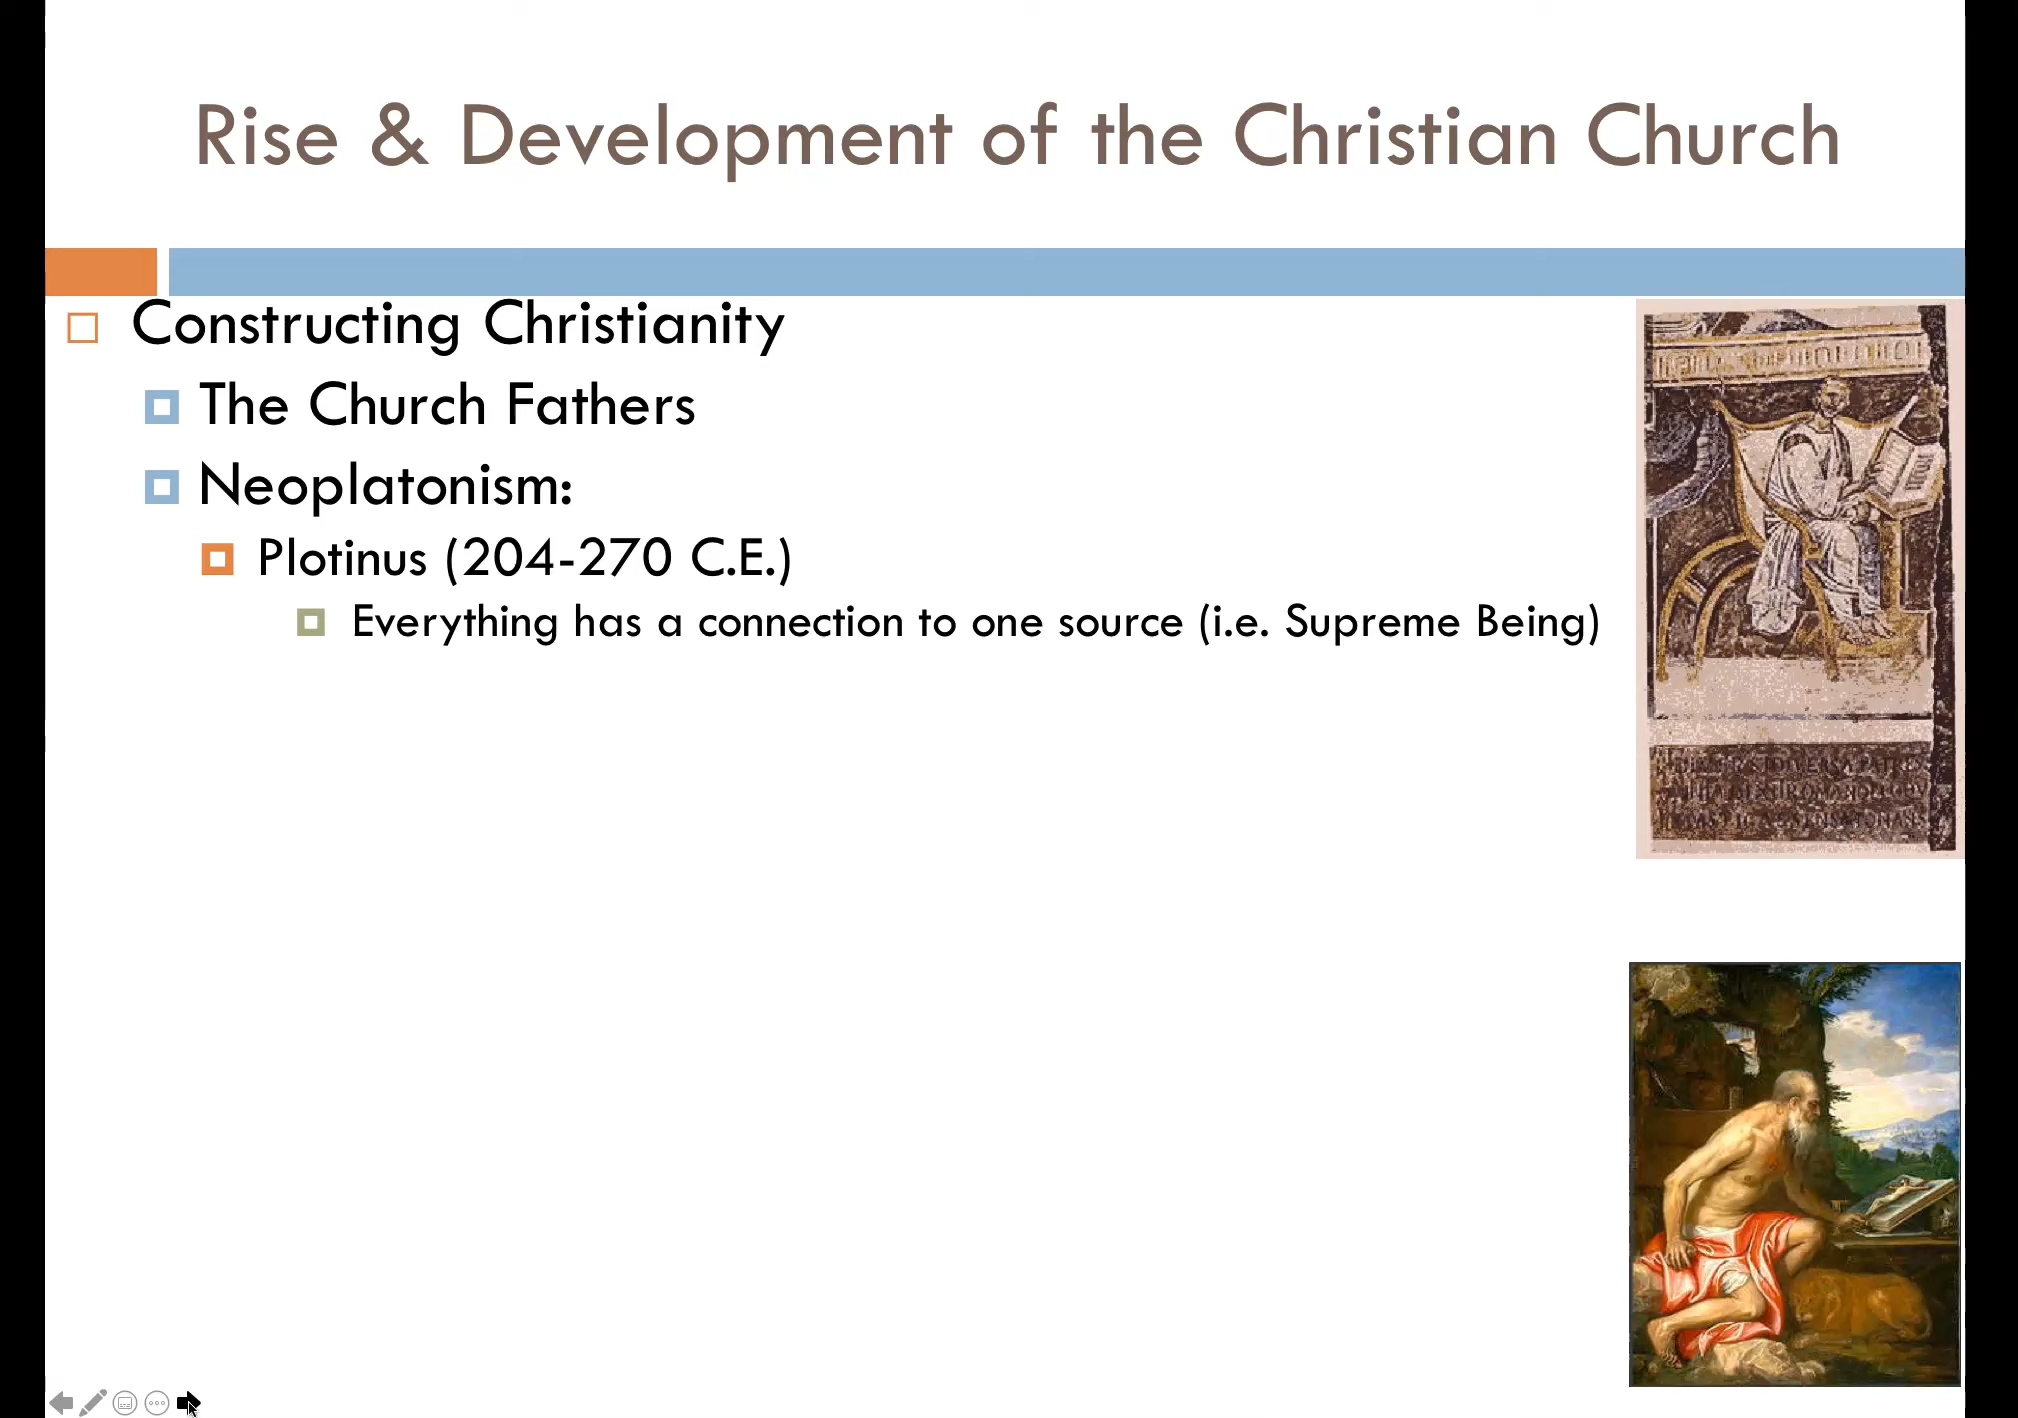 Rise & Development of the Christian Church
Constructing Christianity
The Church Fathers
Neoplatonism:
Plotinus (204-270 C.E.)
Everything has a connection to one source (i.e. Supreme Being)